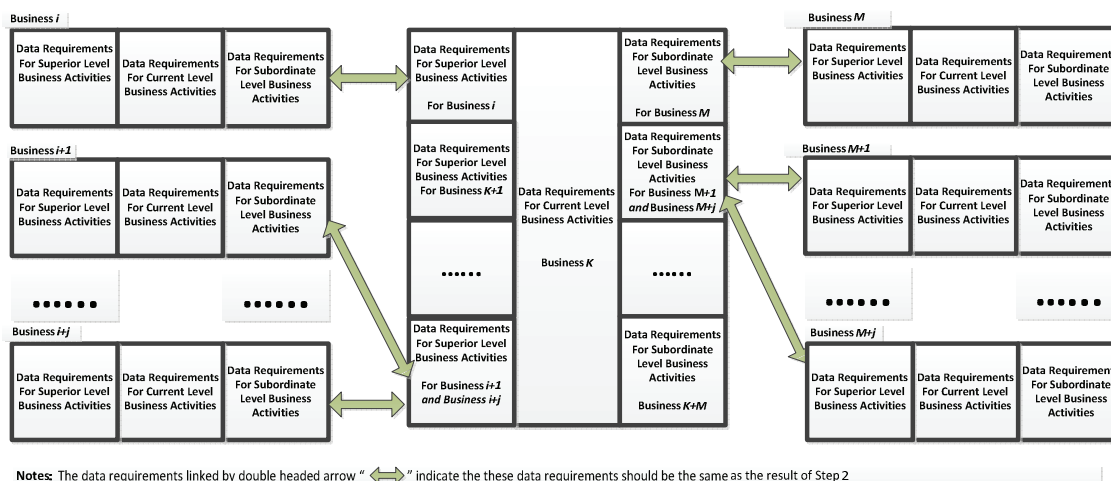 Business i
Data Requirements
For Superior Level
Business Activities
Data Requirements
For Current Level
Business Activities
Data Requirements
For Subordinate
Level Business
Activities
Business i+1
Data Requirements
For Superior Level
Business Activities
Data Requirements
For Current Level
Business Activities
Data Requirements
For Subordinate
Level Business
Activities
......
......
Business i+j
Data Requirements
For Superior Level
Business Activities
Data Requirements
For Current Level
Business Activities
Data Requirements
For Subordinate
Level Business
Activities
Data Requirements
For Superior Level
Business Activities
For Business i
Data Requirements
For Superior Level
Business Activities
For Business K+1
......
Data Requirements
For Superior Level
Business Activities
For Business i+1
and Business i+j
Data Requirements
For Current Level
Business Activities
Business K
Data Requirements
For Subordinate
Level Business
Activities
For Business M
Data Requirements
For Subordinate
Level Business
Activities
For Business M+1
and Business M+j
......
Data Requirements
For Subordinate
Level Business
Activities
Business K+M
Business M
Data Requirements
For Superior Level
Business Activities
Data Requirements
For Current Level
Business Activities
Data Requirements
For Subordinate
Level Business
Activities
Business M+1
Data Requirements
For Superior Level
Business Activities
Data Requirements
For Current Level
Business Activities
Data Requirements
For Subordinate
Level Business
Activities
......
......
Business M+j
Data Requirements
For Superior Level
Business Activities
Data Requirements
For Current Level
Business Activities
Data Requirements
For Subordinate
Level Business
Activities
Notes: The data requirements linked by double headed arrow " " indicate the these data requirements should be the same as the result of Step 2